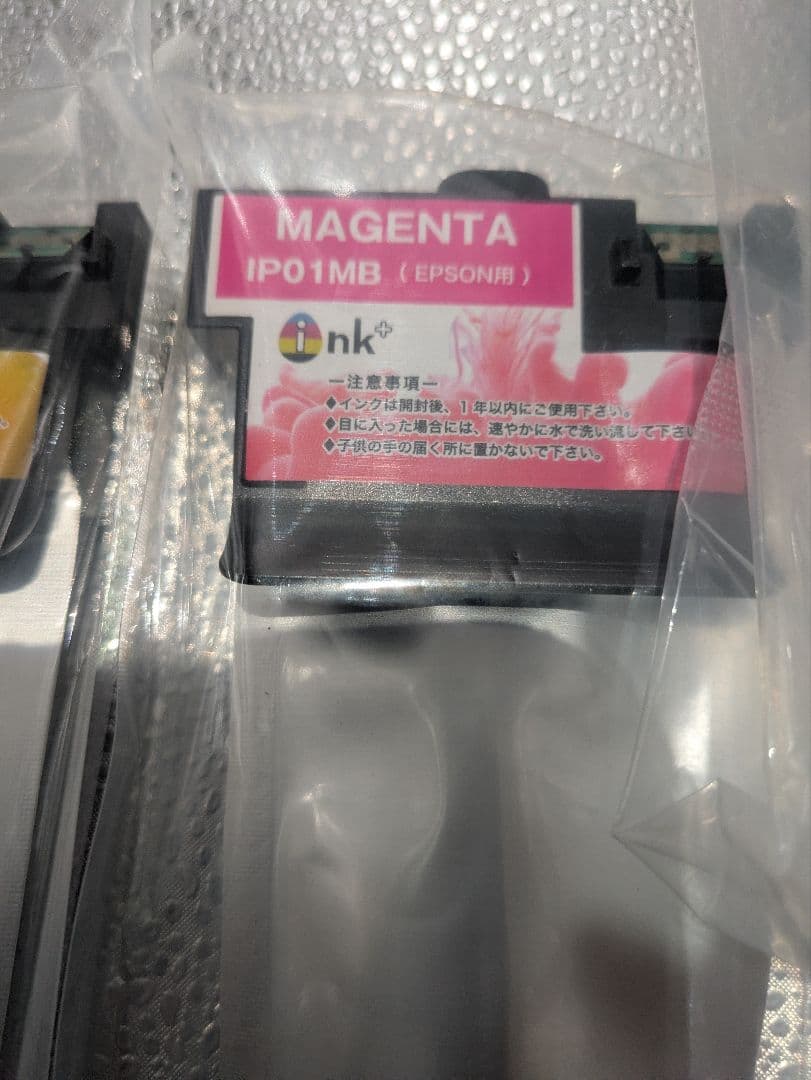 MAGENTA
IP01MB （EPSON用）
ink+
ー注意事項ー
◆インクは開封後、1年以内にご使用下さい。
◆目に入った場合には、速やかに水で洗い流して下さい
◆子供の手の届く所に置かないで下さい。